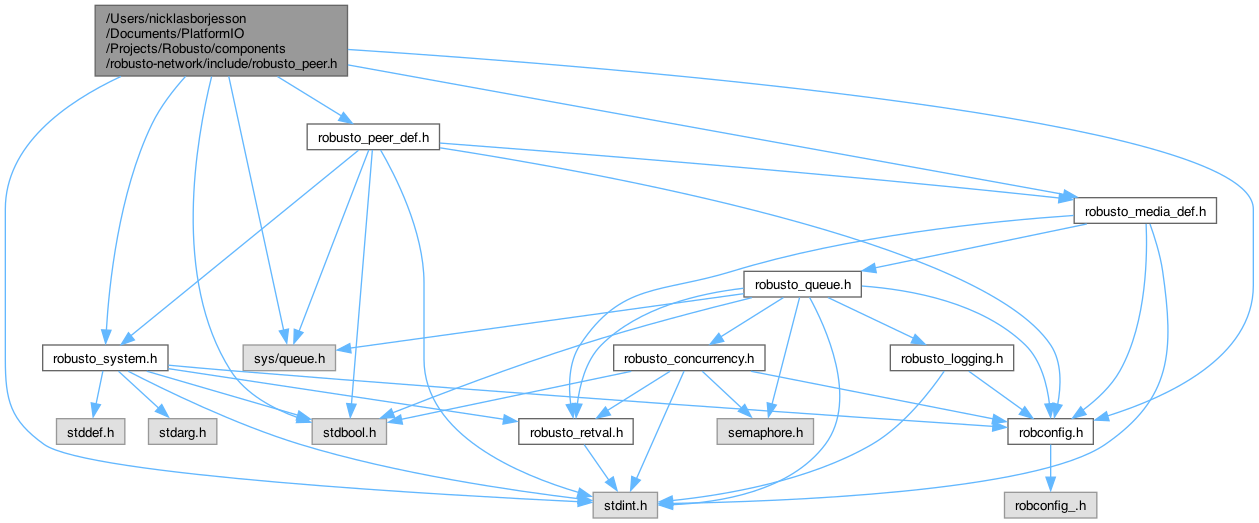 /Users/nicklasborjesson
/Documents/PlatformIO
/Projects/Robusto/components
/robusto-network/include/robusto_peer.h
robusto_peer_def.h
robusto_media_def.h
robusto_queue.h
robusto_system.h
sys/queue.h
robusto_concurrency.h
robusto_logging.h
stddef.h
stdarg.h
stdbool.h
robusto_retval.h
semaphore.h
robconfig.h
stdint.h
robconfig_.h